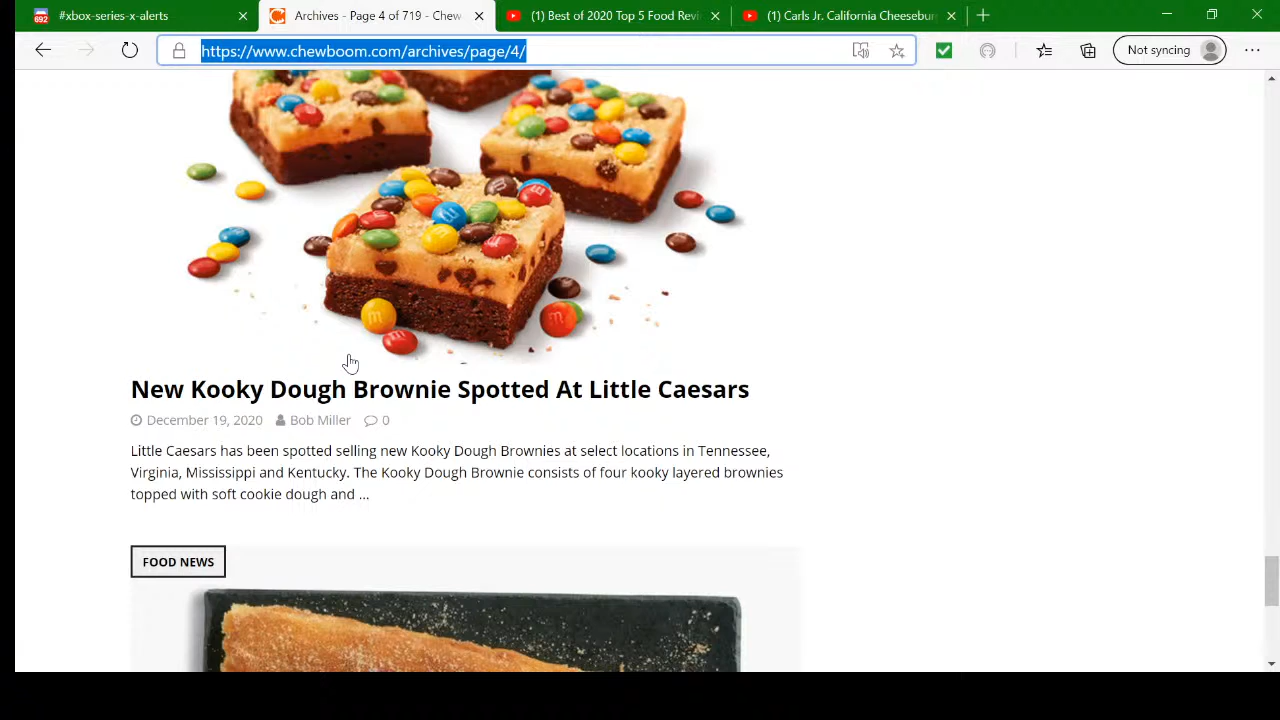 692 #xbox-series-x-alerts
Archives - Page 4 of 719 - Chew
(1) Best of 2020 Top 5 Food Revi
(1) Carls Jr. California Cheesebur
https://www.chewboom.com/archives/page/4/
Not syncing
m
m
New Kooky Dough Brownie Spotted At Little Caesars
December 19, 2020 Bob Miller 0
Little Caesars has been spotted selling new Kooky Dough Brownies at select locations in Tennessee,
Virginia, Mississippi and Kentucky. The Kooky Dough Brownie consists of four kooky layered brownies
topped with soft cookie dough and ...
FOOD NEWS